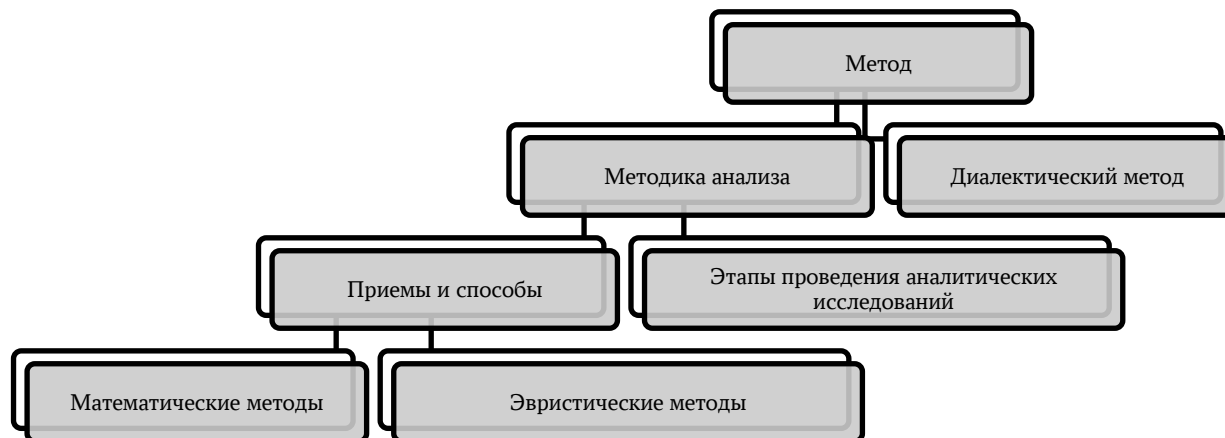 Метод
Методика анализа
Диалектический метод
Приемы и способы
Этапы проведения аналитических
исследований
Математические методы
Эвристические методы